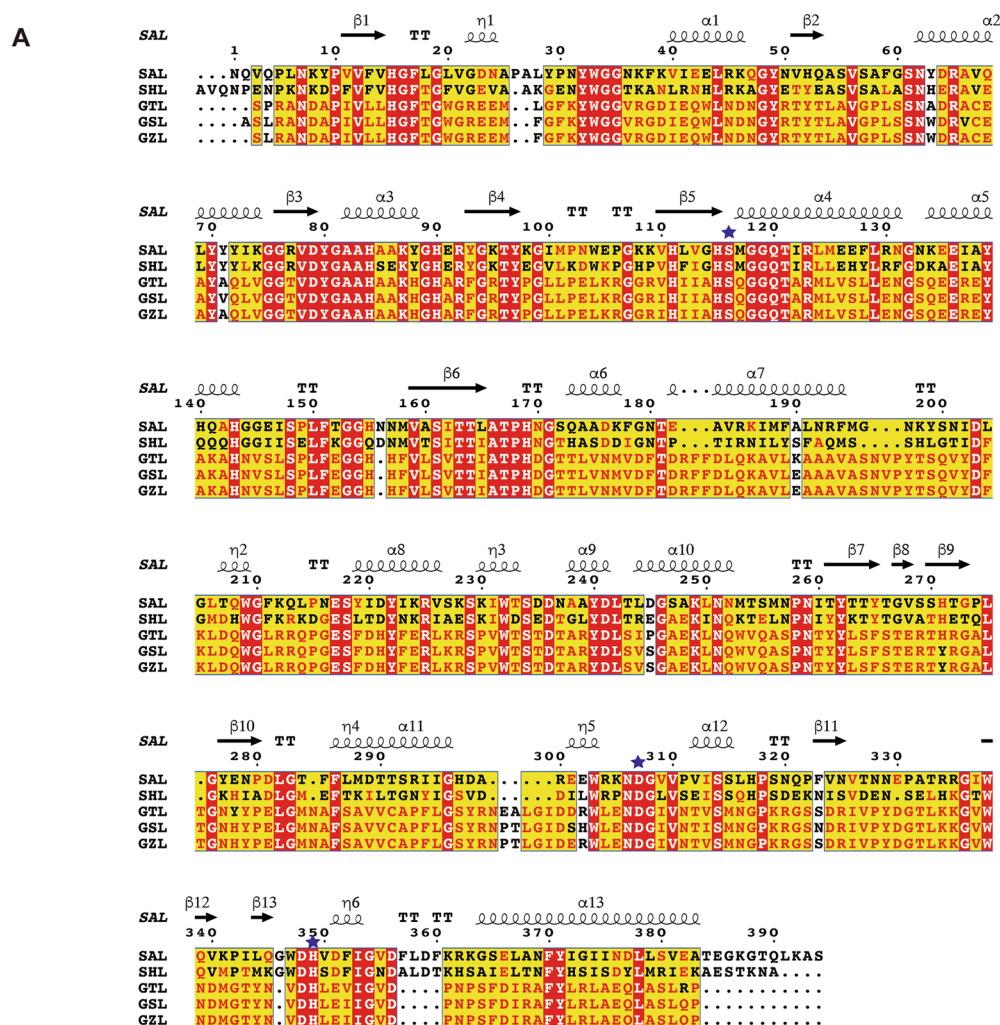 A
SAL β1 TT η1 α1 β2 α2
1 10 20 30 40 50 60
SAL ...NQVQPLNKYPVVFVHGFLGLVGDNAPALYPNYWGGNKFKVIEELRKQGYNVHQASVSAFGSNYDRAVQ
SHL AVQNPENPKNKDPFVFVHGFTGFVGEVA.AKGENYWGGTKANLRNHLRKAGYETYEASVSALASNHERAVE
GTL .....SPRANDAPIVLLHGFTGWGREEM..FGFKYWGGVRGDIEQWLNDNGYRTYTLAVGPLSSNADRACE
GSL ....ASLRANDAPIVLLHGFTGWGREEM..FGFKYWGGVRGDIEQWLNDNGYRTYTLAVGPLSSNWDRVCE
GZL .....SLRANDAPIVLLHGFTGWGREEM..FGFKYWGGVRGDIEQWLNDNGYRTYTLAVGPLSSNWDRACE
SAL β3 α3 β4 TT TT β5 α4 α5
70 80 90 100 110 120 130
SAL LYYYIKGGRVDYGAAHAAKYGHERYGKTYKGIMPNWEPGKKVHLVGHSMGGQTIRLMEEFLRNGNKEEIAY
SHL LYYYLKGGRVDYGAAHSEKYGHERYGKTYEGVLKDWKPGHPVHFIGHSMGGQTIRLLEHYLRFGDKAEIAY
GTL AYAQLVGGTVDYGAAHAAKHGHARFGRTYPGLLPELKRGGRVHIIAHSQGGQTARMLVSLLENGSQEEREY
GSL AYVQLVGGTVDYGAAHAAKHGHARFGRTYPGLLPELKRGGRVHIIAHSQGGQTARMLVSLLENGSQEEREY
GZL AYAQLVGGTVDYGAAHAAKHGHARFGRTYPGLLPELKRGGRIHIIAHSQGGQTARMLVSLLENGSQEEREY
SAL TT β6 TT α6 ... α7 TT
140 150 160 170 180 190 200
SAL HQAHGGEISPLFTGGHNNMVASITTLATPHNGSQAADKFGNTE...AVRKIMFALNRFMG...NKYSNIDL
SHL HQQHGGIISELFKGGQDNMVTSITTIATPHNGTHASDDIGNTP...TIRNILYSFAQMS....SHLGTIDF
GTL AKAHNVSLSPLFEGGH.HFVLSVTTIATPHDGTTLVNMVDFTDRFFDLQKAVLKAAAVASNVPYTSQVYDF
GSL AKAHNVSLSPLFEGGH.HFVLSVTTIATPHDGTTLVNMVDFTDRFFDLQKAVLEAAAVASNVPYTSQVYDF
GZL AKAHNVSLSPLFEGGH.HFVLSVTTIATPHDGTTLVNMVDFTDRFFDLQKAVLEAAAVASNVPYTSQVYDF
SAL η2 TT α8 η3 α9 α10 TT β7 β8 β9
210 220 230 240 250 260 270
SAL GLTQWGFKQLPNESYIDYIKRVSKSKIWTSDDNAAYDLTLDGSAKLNNMTSMNPNITYTTYTGVSSHTGPL
SHL GMDHWGFKRKDGESLTDYNKRIAESKIWDSEDTGLYDLTREGAEKINQKTELNPNIYYKTYTGVATHETQL
GTL KLDQWGLRRQPGESFDHYFERLKRSPVWTSTDTARYDLSIPGAEKLNQWVQASPNTYYLSFSTERTHRGAL
GSL KLDQWGLRRQPGESFDHYFERLKRSPVWTSTDTARYDLSVSGAEKLNQWVQASPNTYYLSFSTERTYRGAL
GZL KLDQWGLRRQPGESFDHYFERLKRSPVWTSTDTARYDLSVSGAEKLNQWVQASPNTYYLSFSTERTYRGAL
SAL β10 TT η4 α11 η5 α12 TT β11
280 290 300 310 320 330
SAL .GYENPDLGT.FFLMDTTSRIIGHDA.....REEWRKNDGVVPVISSLHPSNQPFVNVTNNEPATRRGIW
SHL .GKHIADLGM.EFTKILTGNYIGSVD.....DILWRPNDGLVSEISSQHPSDEKNISVDEN.SELHKGTW
GTL TGNYYPELGMNAFSAVVCAPFLGSYRNEALGIDDRWLENDGIVNTVSMNGPKRGSSDRIVPYDGTLKKGVW
GSL TGNHYPELGMNAFSAVVCAPFLGSYRNPTLGIDSHWLENDGIVNTISMNGPKRGSNDRIVPYDGTLKKGVW
GZL TGNHYPELGMNAFSAVVCAPFLGSYRNPTLGIDERWLENDGIVNTVSMNGPKRGSSDRIVPYDGTLKKGVW
SAL β12 β13 η6 TT TT α13
340 350 360 370 380 390
SAL QVKPILQGWDHVDFIGVDFLDFKRKGSELANFYIGIINDLLSVEATEGKGTQLKAS
SHL QVMPTMKGWDHSDFIGNDALDTKHSAIELTNFYHSISDYLMRIEKAESTKNA....
GTL NDMGTYN.VDHLEVIGVD....PNPSFDIRAFYLRLAEQLASLRP...........
GSL NDMGTYN.VDHLEIIGVD....PNPSFDIRAFYLRLAEQLASLQP...........
GZL NDMGTYN.VDHLEIIGVD....PNPSFDIRAFYLRLAEQLASLQP...........